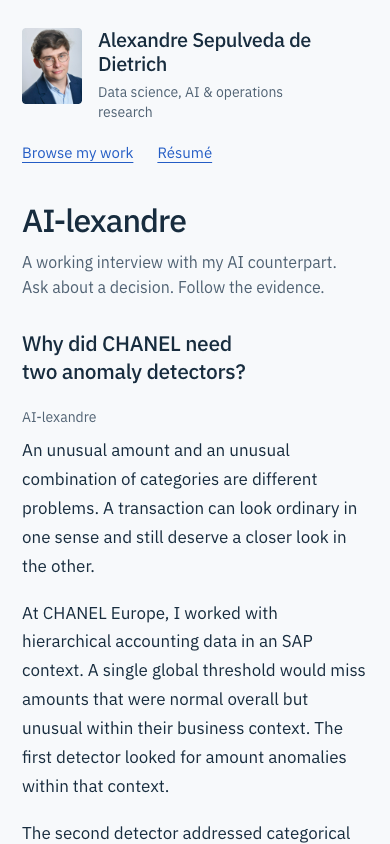 Alexandre Sepulveda de
Dietrich
Data science, AI & operations
research
Browse my work Résumé
AI-lexandre
A working interview with my AI counterpart.
Ask about a decision. Follow the evidence.
Why did CHANEL need
two anomaly detectors?
AI-lexandre
An unusual amount and an unusual
combination of categories are different
problems. A transaction can look ordinary in
one sense and still deserve a closer look in
the other.
At CHANEL Europe, I worked with
hierarchical accounting data in an SAP
context. A single global threshold would miss
amounts that were normal overall but
unusual within their business context. The
first detector looked for amount anomalies
within that context.
The second detector addressed categorical